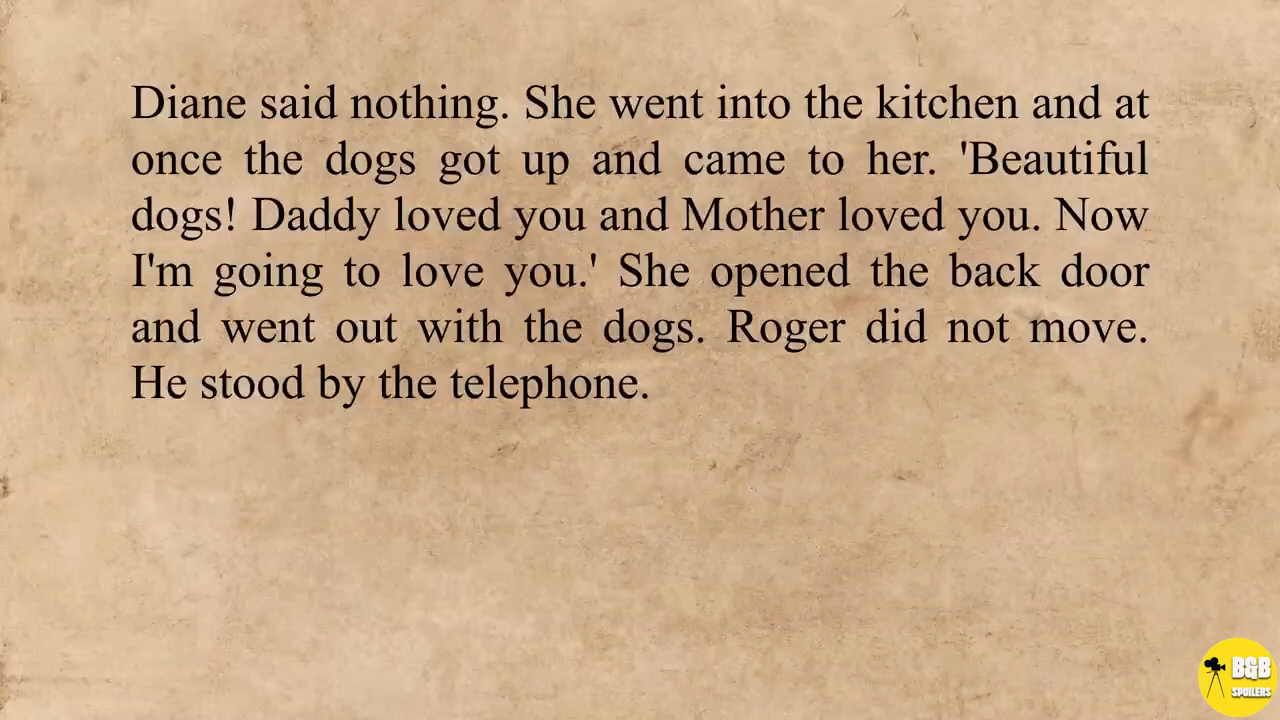 Diane said nothing. She went into the kitchen and at
once the dogs got up and came to her. 'Beautiful
dogs! Daddy loved you and Mother loved you. Now
I'm going to love you.' She opened the back door
and went out with the dogs. Roger did not move.
He stood by the telephone.
B&B
SPOILERS